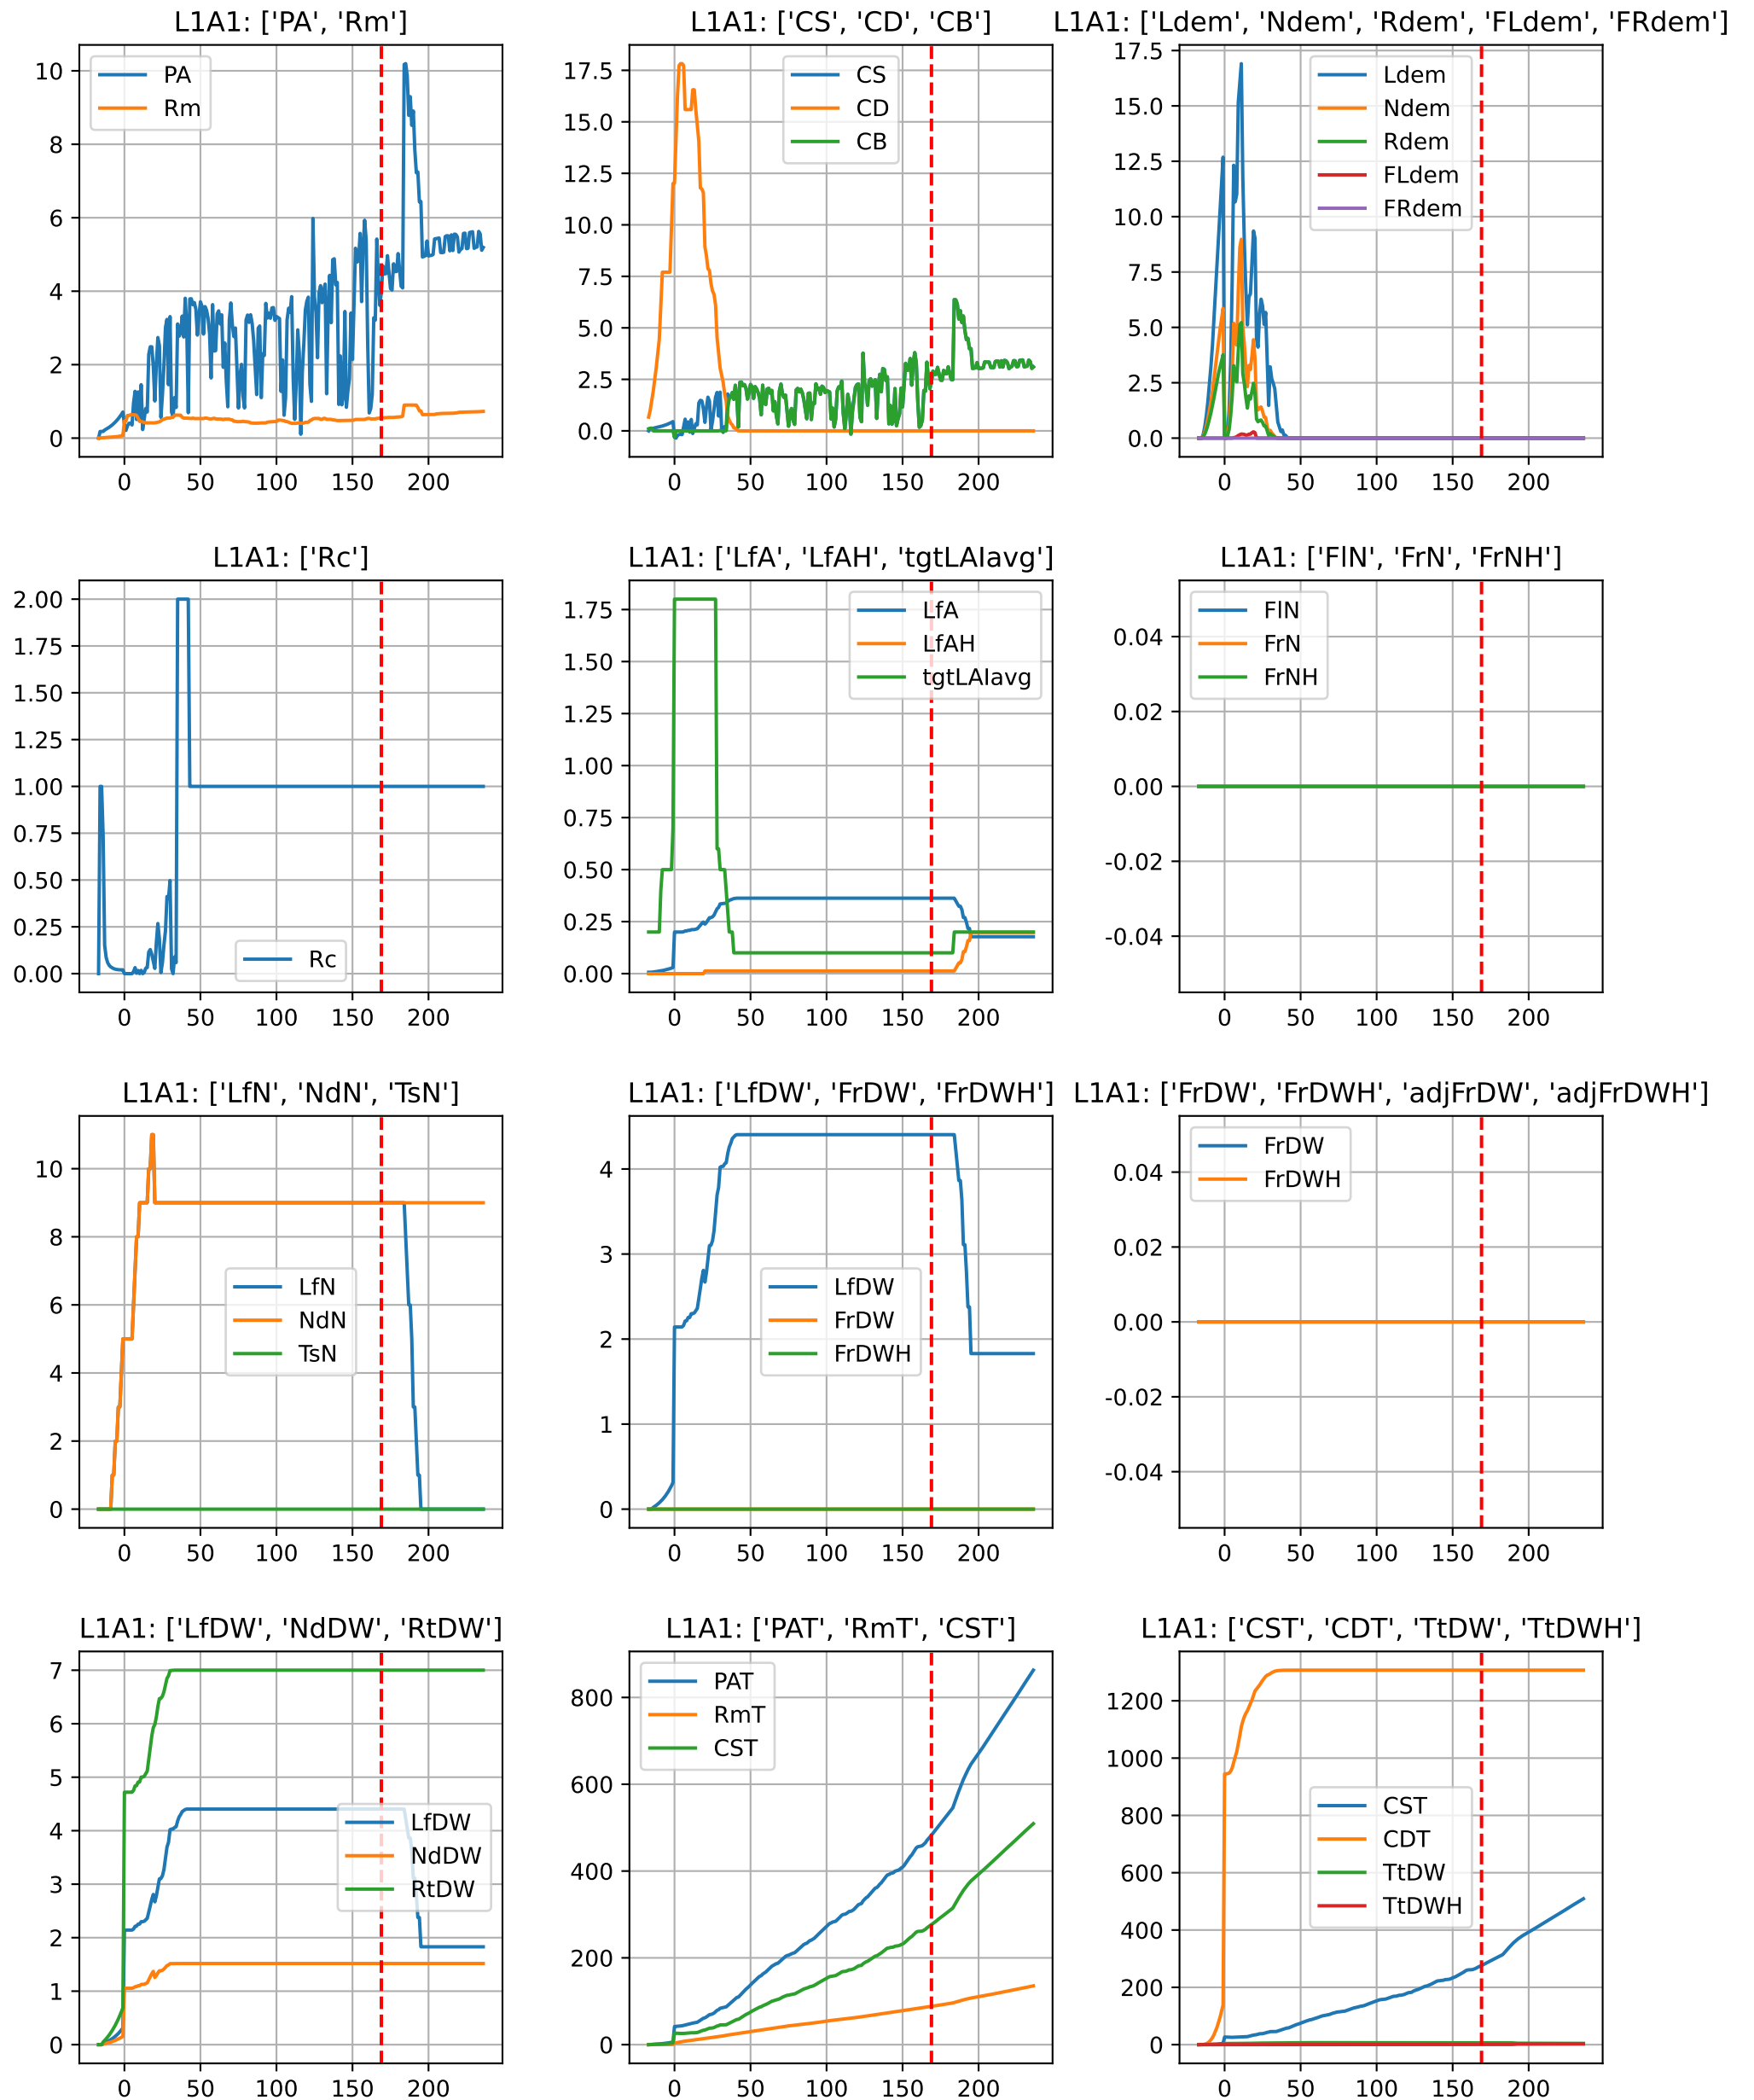 L1A1: ['PA', 'Rm']
PA
Rm
10
8
6
4
2
0
0 50 100 150 200
L1A1: ['CS', 'CD', 'CB']
CS
CD
CB
17.5
15.0
12.5
10.0
7.5
5.0
2.5
0.0
0 50 100 150 200
L1A1: ['Ldem', 'Ndem', 'Rdem', 'FLdem', 'FRdem']
Ldem
Ndem
Rdem
FLdem
FRdem
17.5
15.0
12.5
10.0
7.5
5.0
2.5
0.0
0 50 100 150 200
L1A1: ['Rc']
2.00
1.75
1.50
1.25
1.00
0.75
0.50
0.25
0.00
Rc
0 50 100 150 200
L1A1: ['LfA', 'LfAH', 'tgtLAIavg']
LfA
LfAH
tgtLAIavg
1.75
1.50
1.25
1.00
0.75
0.50
0.25
0.00
0 50 100 150 200
L1A1: ['FlN', 'FrN', 'FrNH']
FlN
FrN
FrNH
0.04
0.02
0.00
-0.02
-0.04
0 50 100 150 200
L1A1: ['LfN', 'NdN', 'TsN']
10
8
6
4
2
0
LfN
NdN
TsN
0 50 100 150 200
L1A1: ['LfDW', 'FrDW', 'FrDWH']
4
3
2
1
0
LfDW
FrDW
FrDWH
0 50 100 150 200
L1A1: ['FrDW', 'FrDWH', 'adjFrDW', 'adjFrDWH']
FrDW
FrDWH
0.04
0.02
0.00
-0.02
-0.04
0 50 100 150 200
L1A1: ['LfDW', 'NdDW', 'RtDW']
7
6
5
4
3
2
1
0
LfDW
NdDW
RtDW
0 50 100 150 200
L1A1: ['PAT', 'RmT', 'CST']
PAT
RmT
CST
800
600
400
200
0
0 50 100 150 200
L1A1: ['CST', 'CDT', 'TtDW', 'TtDWH']
1200
1000
800
600
400
200
0
CST
CDT
TtDW
TtDWH
0 50 100 150 200